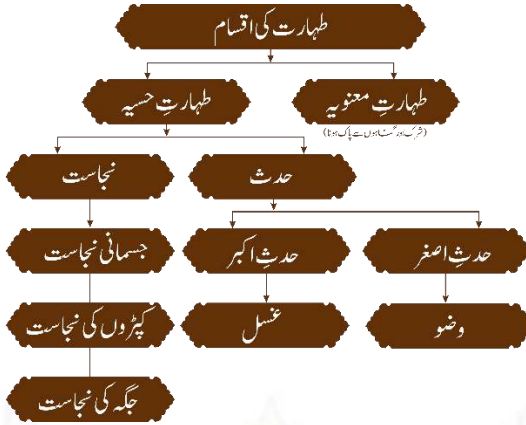 طہارت کی اقسام
طہارتِ معنویہ
طہارتِ حسیہ
(شرک اور گناہوں سے پاک ہونا)
حدث
نجاست
حدثِ اصغر
حدثِ اکبر
جسمانی نجاست
وضو
غسل
کپڑوں کی نجاست
جگہ کی نجاست